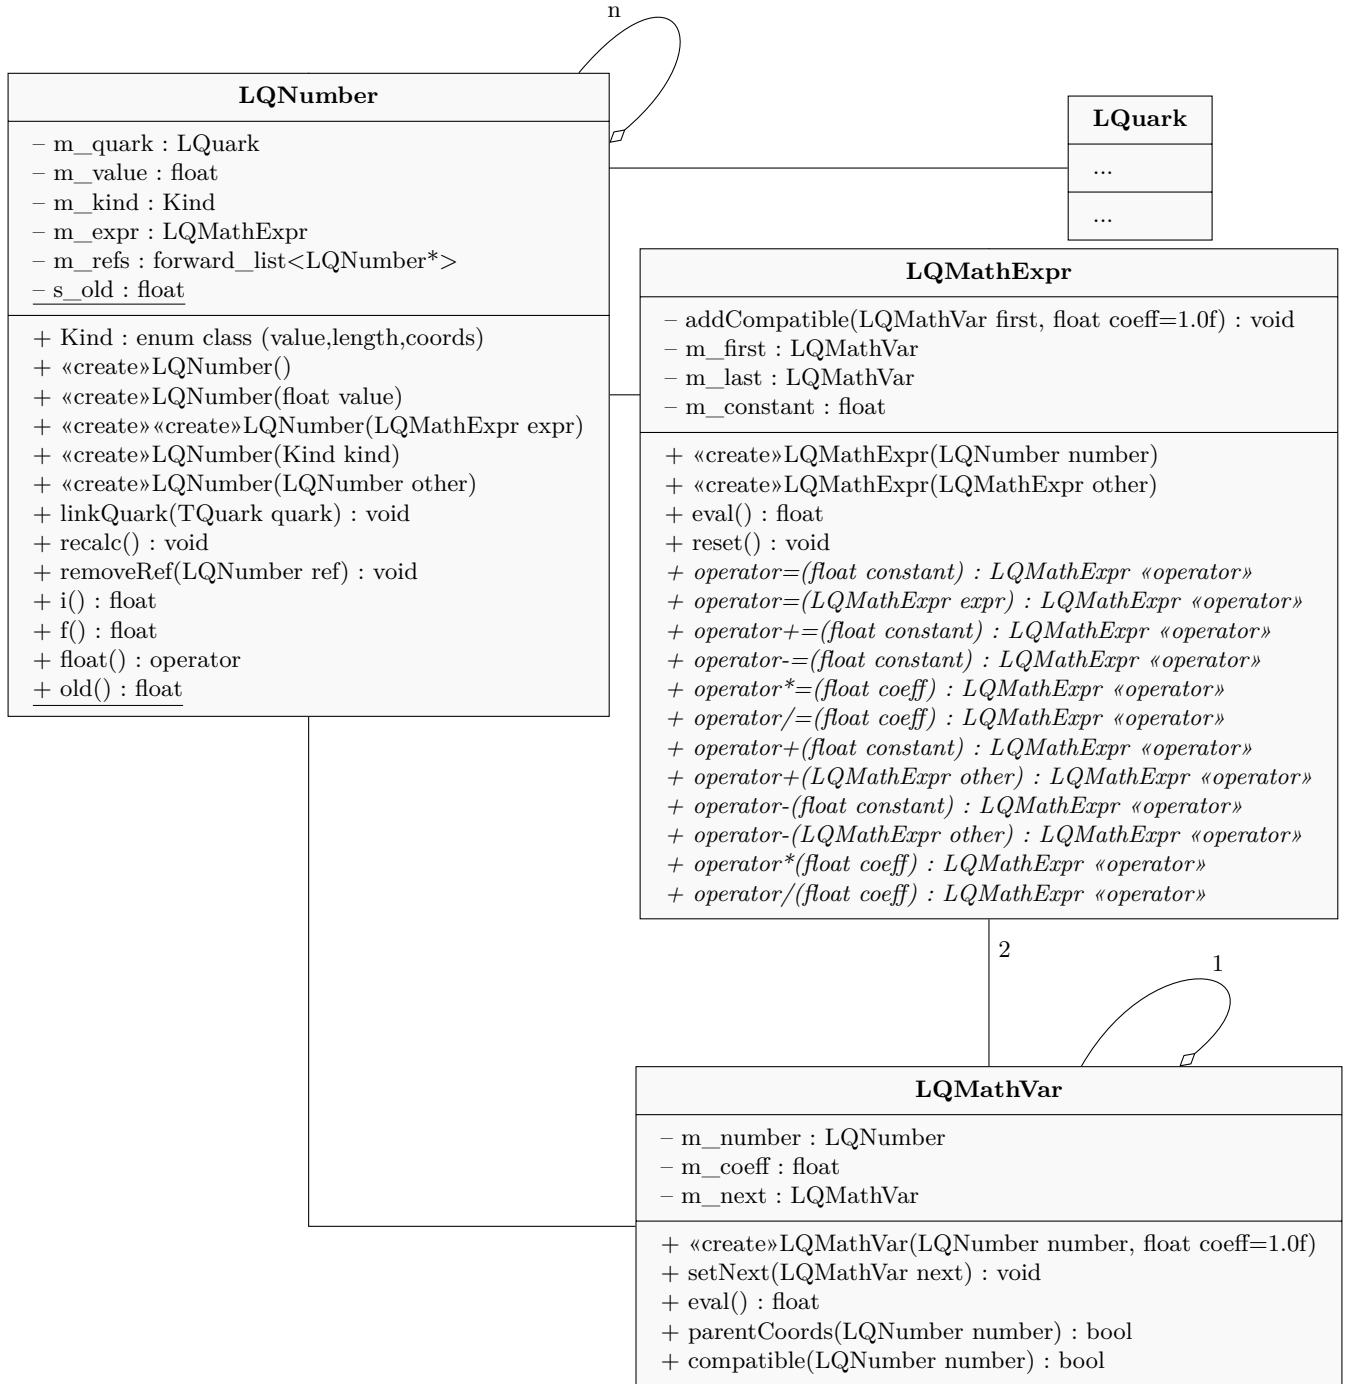 n
LQNumber
– m_quark : LQuark
– m_value : float
– m_kind : Kind
– m_expr : LQMathExpr
– m_refs : forward_list<LQNumber*>
– s_old : float
+ Kind : enum class (value,length,coords)
+ «create»LQNumber()
+ «create»LQNumber(float value)
+ «create»«create»LQNumber(LQMathExpr expr)
+ «create»LQNumber(Kind kind)
+ «create»LQNumber(LQNumber other)
+ linkQuark(TQuark quark) : void
+ recalc() : void
+ removeRef(LQNumber ref) : void
+ i() : float
+ f() : float
+ float() : operator
+ old() : float
LQuark
...
...
LQMathExpr
– addCompatible(LQMathVar first, float coeff=1.0f) : void
– m_first : LQMathVar
– m_last : LQMathVar
– m_constant : float
+ «create»LQMathExpr(LQNumber number)
+ «create»LQMathExpr(LQMathExpr other)
+ eval() : float
+ reset() : void
+ operator=(float constant) : LQMathExpr «operator»
+ operator=(LQMathExpr expr) : LQMathExpr «operator»
+ operator+=(float constant) : LQMathExpr «operator»
+ operator-=(float constant) : LQMathExpr «operator»
+ operator*=(float coeff) : LQMathExpr «operator»
+ operator/=(float coeff) : LQMathExpr «operator»
+ operator+(float constant) : LQMathExpr «operator»
+ operator+(LQMathExpr other) : LQMathExpr «operator»
+ operator-(float constant) : LQMathExpr «operator»
+ operator-(LQMathExpr other) : LQMathExpr «operator»
+ operator*(float coeff) : LQMathExpr «operator»
+ operator/(float coeff) : LQMathExpr «operator»
2
1
LQMathVar
– m_number : LQNumber
– m_coeff : float
– m_next : LQMathVar
+ «create»LQMathVar(LQNumber number, float coeff=1.0f)
+ setNext(LQMathVar next) : void
+ eval() : float
+ parentCoords(LQNumber number) : bool
+ compatible(LQNumber number) : bool